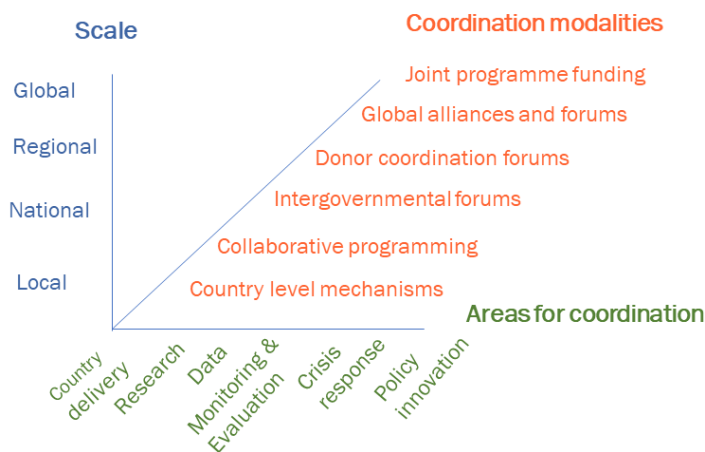 Scale
Coordination modalities
Global
Regional
National
Local
Joint programme funding
Global alliances and forums
Donor coordination forums
Intergovernmental forums
Collaborative programming
Country level mechanisms
Areas for coordination
Country
delivery
Research
Data
Monitoring &
Evaluation
Crisis
response
Policy
innovation